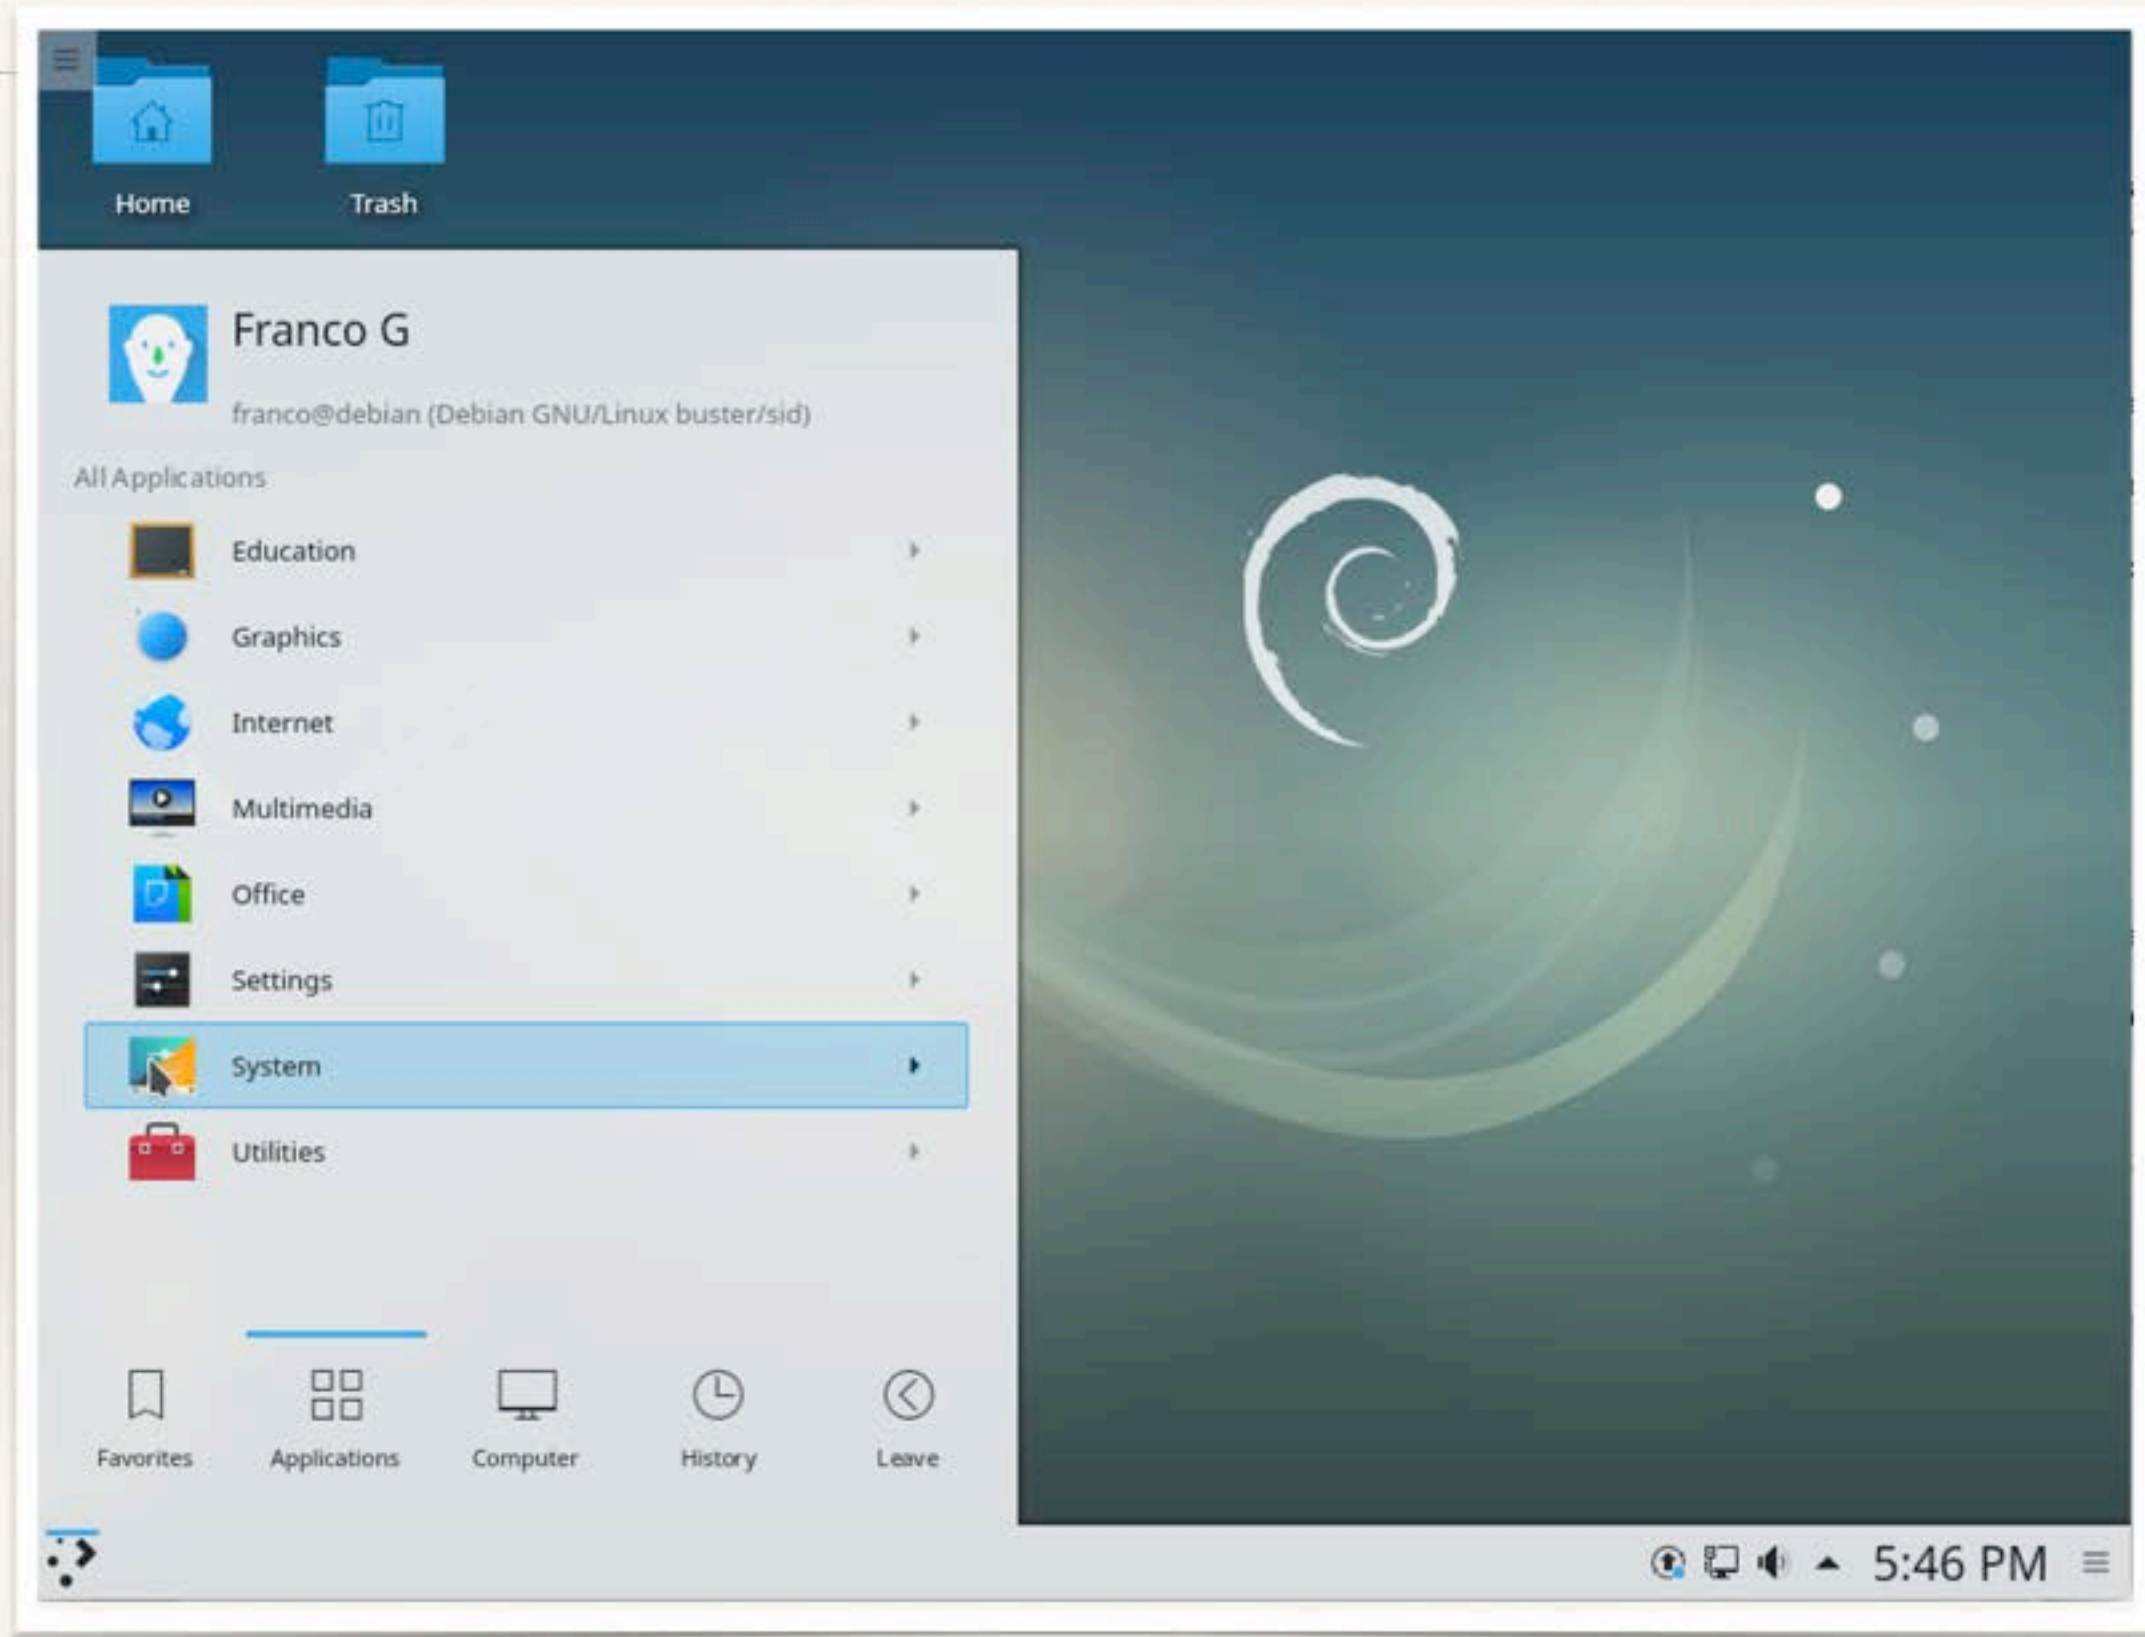 Home
Trash
Franco G
franco@debian (Debian GNU/Linux buster/sid)
All Applications
Education
Graphics
Internet
Multimedia
Office
Settings
System
Utilities
Favorites
Applications
Computer
History
Leave
5:46 PM